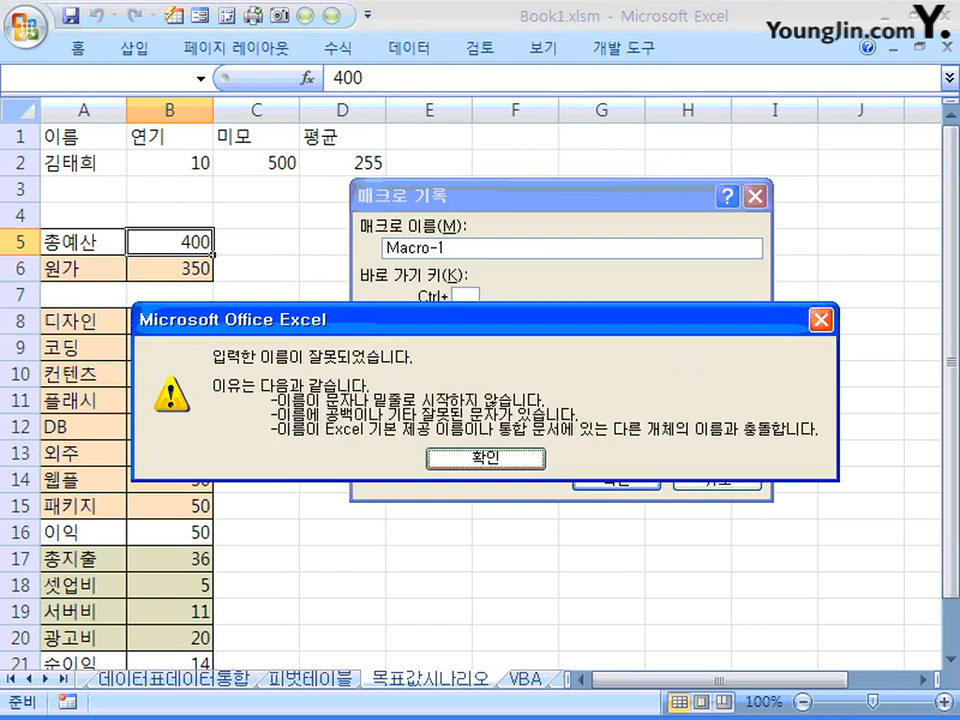 Book1.xlsm - Microsoft Excel
YoungJin.com Y.
홈 삽입 페이지 레이아웃 수식 데이터 검토 보기 개발 도구
fx 400
A B C D E F G H I J
1 이름 연기 미모 평균
2 김태희 10 500 255
3
4
매크로 기록
매크로 이름(M):
5 총예산 400
Macro-1
6 원가 350
바로 가기 키(K):
7
Ctrl+
Microsoft Office Excel
8 디자인
9 코딩
입력한 이름이 잘못되었습니다.
10 컨텐츠
이유는 다음과 같습니다.
11 플래시
-이름이 문자나 밑줄로 시작하지 않습니다.
-이름에 공백이나 기타 잘못된 문자가 있습니다.
12 DB
-이름이 Excel 기본 제공 이름이나 통합 문서에 있는 다른 개체의 이름과 충돌합니다.
13 외주
확인
14 웹플
15 패키지 50
16 이익 50
17 총지출 36
18 셋업비 5
19 서버비 11
20 광고비 20
21 순이익 14
데이터표데이터통합 피벗테이블 목표값시나리오 VBA
준비 100%